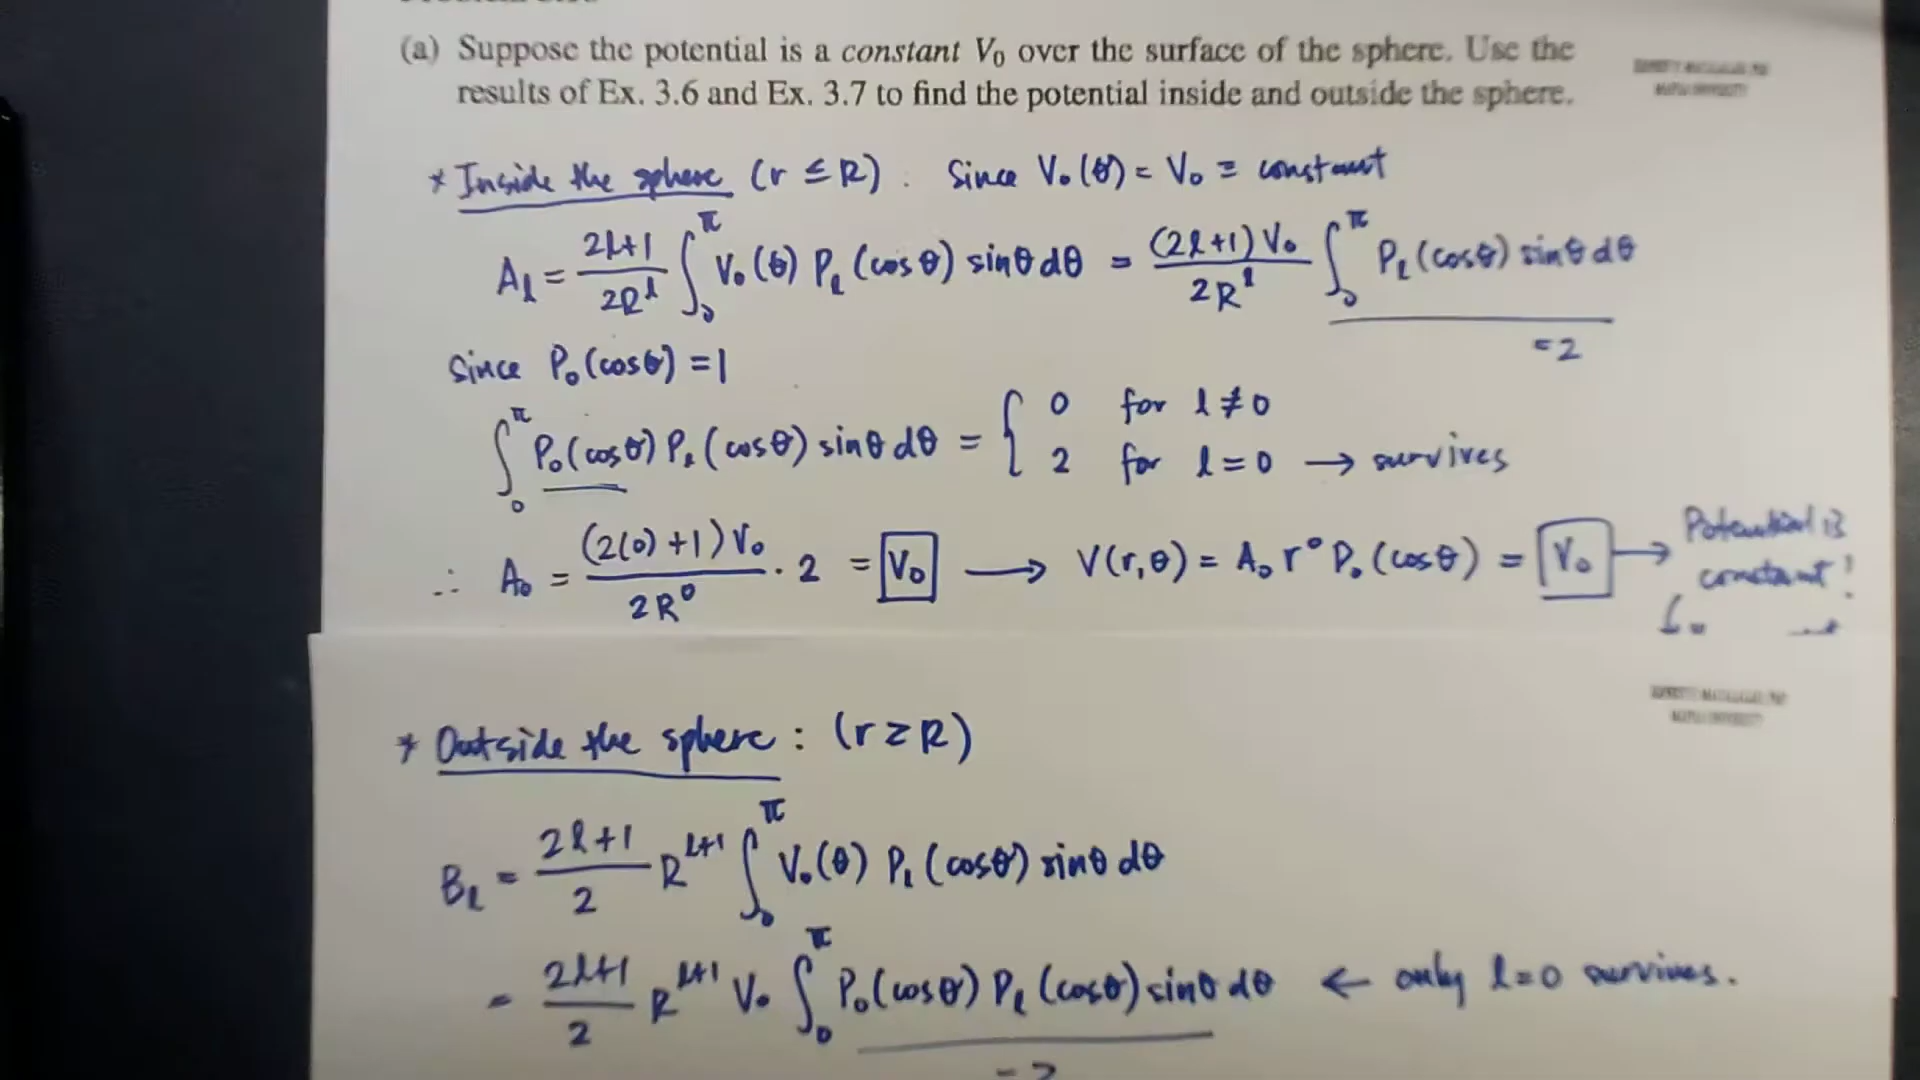 (a) Suppose the potential is a constant V₀ over the surface of the sphere. Use the
results of Ex. 3.6 and Ex. 3.7 to find the potential inside and outside the sphere.
* Inside the sphere (r ≤ R) : Since V₀(θ) = V₀ = constant
A_l = (2l+1)/(2R^l) ∫₀^π V₀(θ) P_l(cosθ) sinθ dθ = ((2l+1)V₀)/(2R^l) ∫₀^π P_l(cosθ) sinθ dθ
=2
Since P₀(cosθ) = 1
∫₀^π P₀(cosθ) P_l(cosθ) sinθ dθ = { 0 for l≠0
2 for l=0 → survives
∴ A₀ = ((2(0)+1)V₀)/(2R⁰) · 2 = V₀ → V(r,θ) = A₀ r⁰ P₀(cosθ) = V₀ → Potential is
constant!
* Outside the sphere : (r ≥ R)
B_l = (2l+1)/2 R^(l+1) ∫₀^π V₀(θ) P_l(cosθ) sinθ dθ
= (2l+1)/2 R^(l+1) V₀ ∫₀^π P₀(cosθ) P_l(cosθ) sinθ dθ ← only l=0 survives.